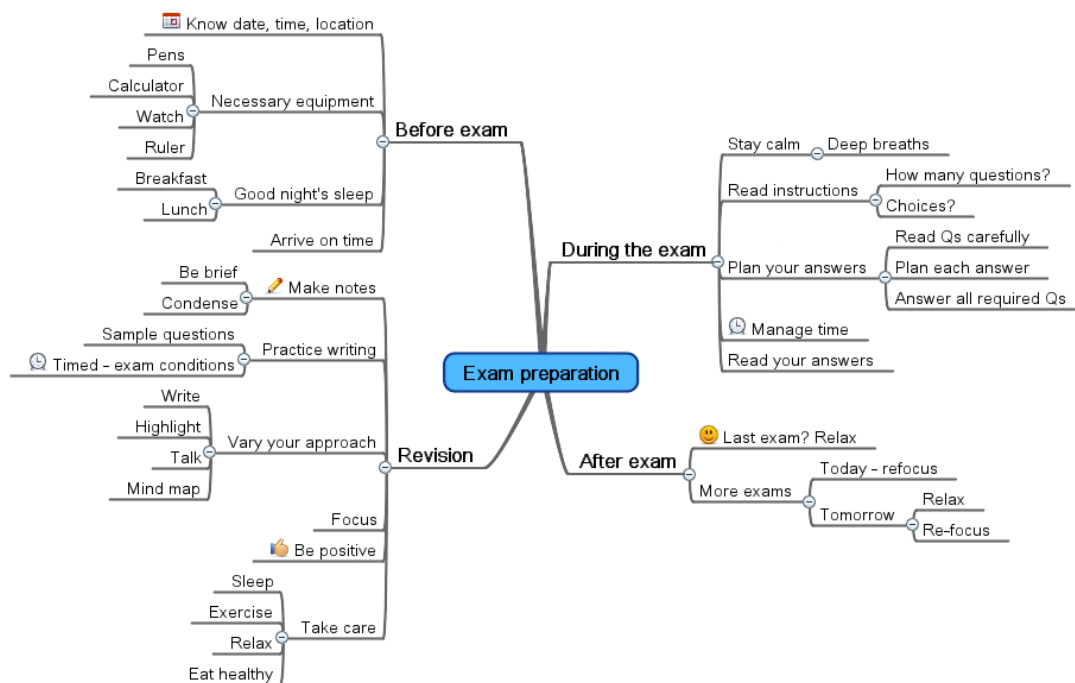 Exam preparation
Before exam
Know date, time, location
Necessary equipment
Pens
Calculator
Watch
Ruler
Good night's sleep
Breakfast
Lunch
Arrive on time
Revision
Make notes
Be brief
Condense
Practice writing
Sample questions
Timed - exam conditions
Vary your approach
Write
Highlight
Talk
Mind map
Focus
Be positive
Take care
Sleep
Exercise
Relax
Eat healthy
During the exam
Stay calm
Deep breaths
Read instructions
How many questions?
Choices?
Plan your answers
Read Qs carefully
Plan each answer
Answer all required Qs
Manage time
Read your answers
After exam
Last exam? Relax
More exams
Today - refocus
Tomorrow
Relax
Re-focus